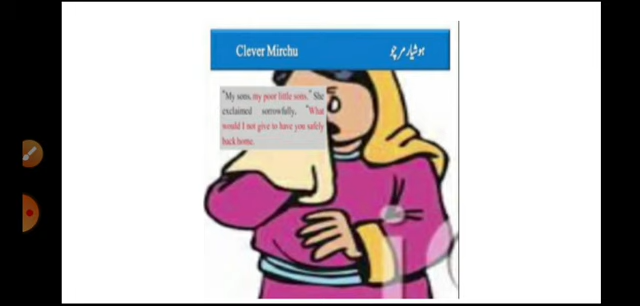 Clever Mirchu
ہوشیار مرچو
"My sons, my poor little sons," She
exclaimed sorrowfully, "What
would I not give to have you safely
back home.